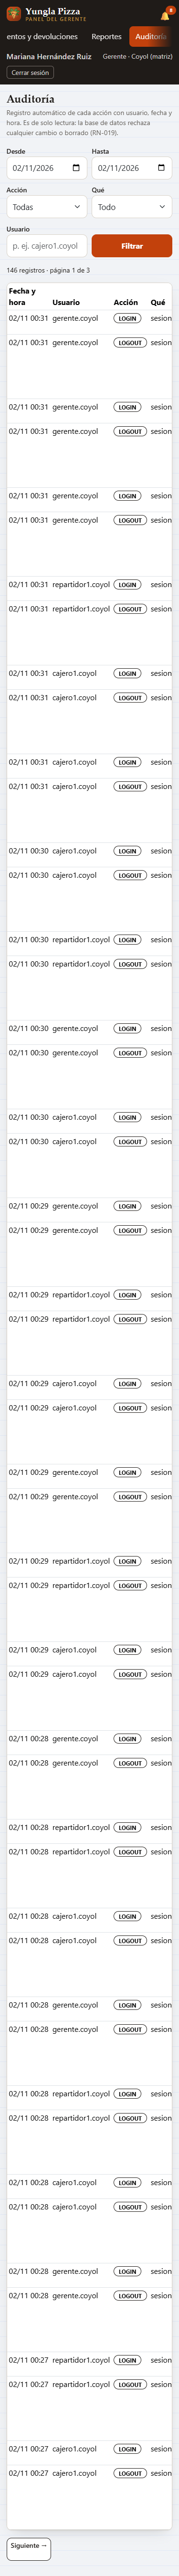 Yungla Pizza
PANEL DEL GERENTE
8
entos y devoluciones Reportes Auditoría
Mariana Hernández Ruiz Gerente · Coyol (matriz)
Cerrar sesión
Auditoría
Registro automático de cada acción con usuario, fecha y
hora. Es de solo lectura: la base de datos rechaza
cualquier cambio o borrado (RN-019).
Desde Hasta
02/11/2026 02/11/2026
Acción Qué
Todas Todo
Usuario
p. ej. cajero1.coyol Filtrar
146 registros · página 1 de 3
Fecha y
hora Usuario Acción Qué
02/11 00:31 gerente.coyol LOGIN sesion
02/11 00:31 gerente.coyol LOGOUT sesion
02/11 00:31 gerente.coyol LOGIN sesion
02/11 00:31 gerente.coyol LOGOUT sesion
02/11 00:31 gerente.coyol LOGIN sesion
02/11 00:31 gerente.coyol LOGOUT sesion
02/11 00:31 repartidor1.coyol LOGIN sesion
02/11 00:31 repartidor1.coyol LOGOUT sesion
02/11 00:31 cajero1.coyol LOGIN sesion
02/11 00:31 cajero1.coyol LOGOUT sesion
02/11 00:31 cajero1.coyol LOGIN sesion
02/11 00:31 cajero1.coyol LOGOUT sesion
02/11 00:30 cajero1.coyol LOGIN sesion
02/11 00:30 cajero1.coyol LOGOUT sesion
02/11 00:30 repartidor1.coyol LOGIN sesion
02/11 00:30 repartidor1.coyol LOGOUT sesion
02/11 00:30 gerente.coyol LOGIN sesion
02/11 00:30 gerente.coyol LOGOUT sesion
02/11 00:30 cajero1.coyol LOGIN sesion
02/11 00:30 cajero1.coyol LOGOUT sesion
02/11 00:29 gerente.coyol LOGIN sesion
02/11 00:29 gerente.coyol LOGOUT sesion
02/11 00:29 repartidor1.coyol LOGIN sesion
02/11 00:29 repartidor1.coyol LOGOUT sesion
02/11 00:29 cajero1.coyol LOGIN sesion
02/11 00:29 cajero1.coyol LOGOUT sesion
02/11 00:29 gerente.coyol LOGIN sesion
02/11 00:29 gerente.coyol LOGOUT sesion
02/11 00:29 repartidor1.coyol LOGIN sesion
02/11 00:29 repartidor1.coyol LOGOUT sesion
02/11 00:29 cajero1.coyol LOGIN sesion
02/11 00:29 cajero1.coyol LOGOUT sesion
02/11 00:28 gerente.coyol LOGIN sesion
02/11 00:28 gerente.coyol LOGOUT sesion
02/11 00:28 repartidor1.coyol LOGIN sesion
02/11 00:28 repartidor1.coyol LOGOUT sesion
02/11 00:28 cajero1.coyol LOGIN sesion
02/11 00:28 cajero1.coyol LOGOUT sesion
02/11 00:28 gerente.coyol LOGIN sesion
02/11 00:28 gerente.coyol LOGOUT sesion
02/11 00:28 repartidor1.coyol LOGIN sesion
02/11 00:28 repartidor1.coyol LOGOUT sesion
02/11 00:28 cajero1.coyol LOGIN sesion
02/11 00:28 cajero1.coyol LOGOUT sesion
02/11 00:28 gerente.coyol LOGIN sesion
02/11 00:28 gerente.coyol LOGOUT sesion
02/11 00:27 repartidor1.coyol LOGIN sesion
02/11 00:27 repartidor1.coyol LOGOUT sesion
02/11 00:27 cajero1.coyol LOGIN sesion
02/11 00:27 cajero1.coyol LOGOUT sesion
Siguiente →